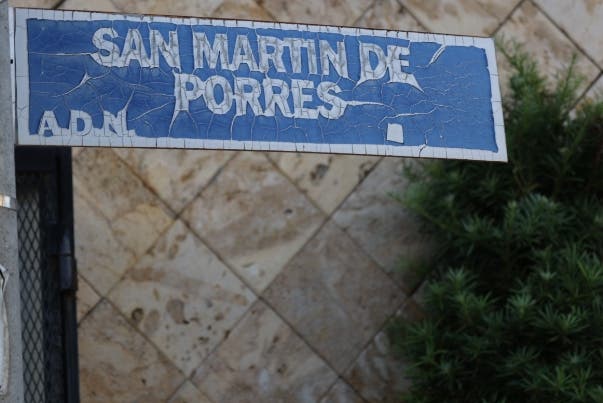 SAN MARTIN DE
PORRES
A.D.N.